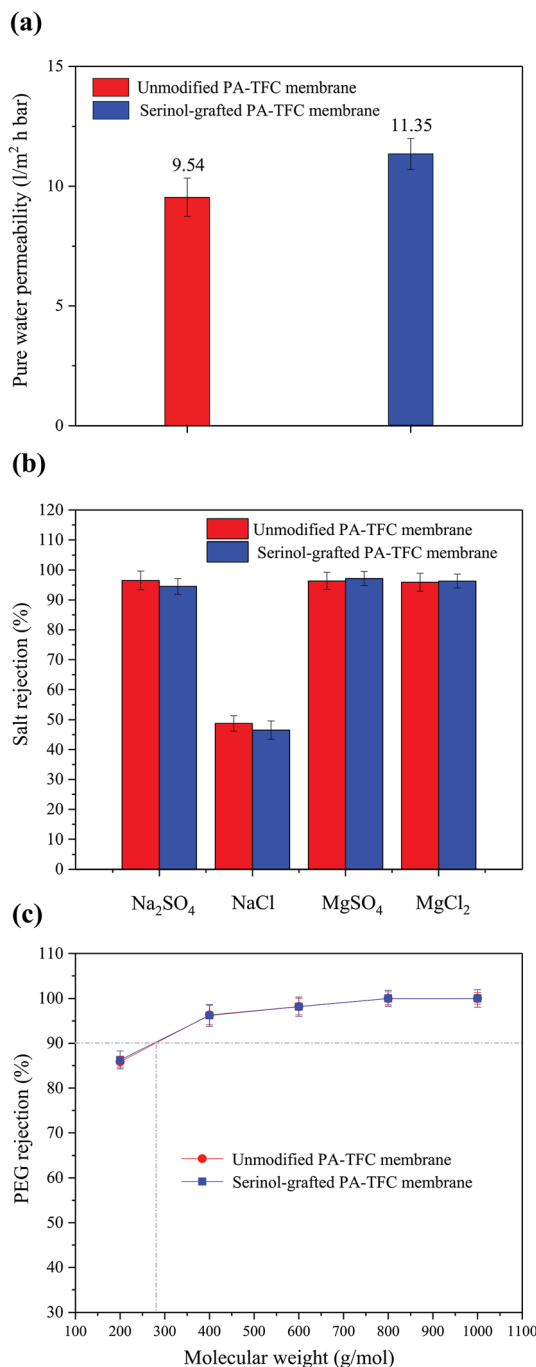 (a)
15
10
5
0
Pure water permeability (l/m² h bar)
Unmodified PA-TFC membrane
Serinol-grafted PA-TFC membrane
9.54
11.35
(b)
120
110
100
90
80
70
60
50
40
30
20
10
0
Salt rejection (%)
Unmodified PA-TFC membrane
Serinol-grafted PA-TFC membrane
Na₂SO₄ NaCl MgSO₄ MgCl₂
(c)
110
100
90
80
70
60
50
40
30
PEG rejection (%)
Unmodified PA-TFC membrane
Serinol-grafted PA-TFC membrane
100 200 300 400 500 600 700 800 900 1000 1100
Molecular weight (g/mol)